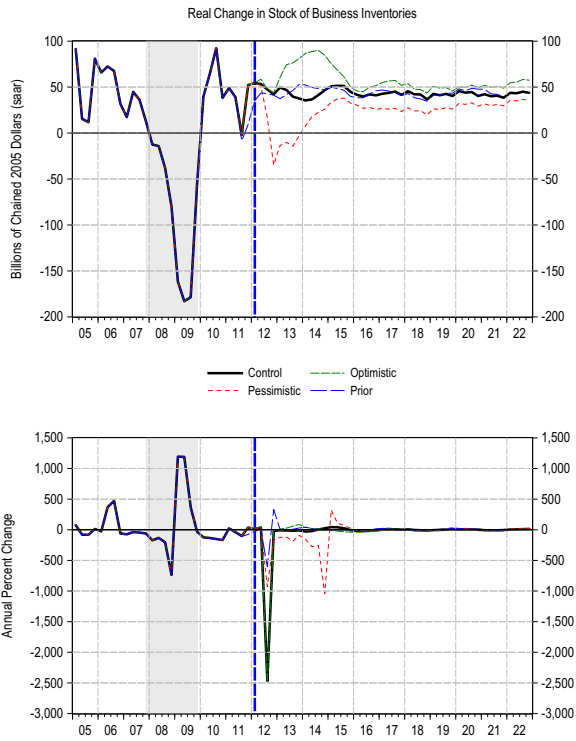 Real Change in Stock of Business Inventories
Billions of Chained 2005 Dollars (saar)
100 100
50 50
0 0
-50 -50
-100 -100
-150 -150
-200 -200
05 06 07 08 09 10 11 12 13 14 15 16 17 18 19 20 21 22
Control Optimistic
Pessimistic Prior
Annual Percent Change
1,500 1,500
1,000 1,000
500 500
0 0
-500 -500
-1,000 -1,000
-1,500 -1,500
-2,000 -2,000
-2,500 -2,500
-3,000 -3,000
05 06 07 08 09 10 11 12 13 14 15 16 17 18 19 20 21 22